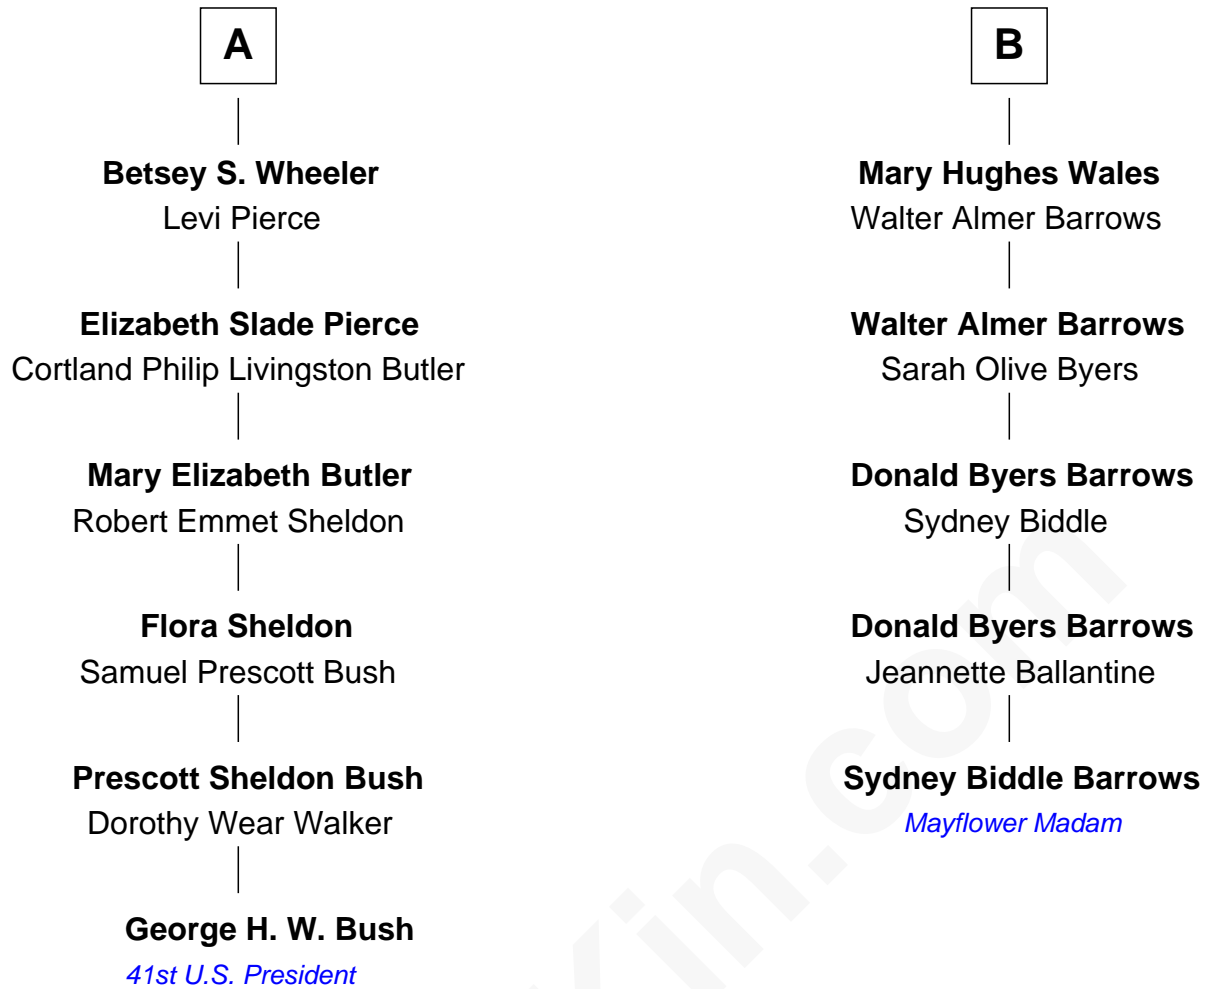 A
Betsey S. Wheeler
Levi Pierce
Elizabeth Slade Pierce
Cortland Philip Livingston Butler
Mary Elizabeth Butler
Robert Emmet Sheldon
Flora Sheldon
Samuel Prescott Bush
Prescott Sheldon Bush
Dorothy Wear Walker
George H. W. Bush
41st U.S. President
B
Mary Hughes Wales
Walter Almer Barrows
Walter Almer Barrows
Sarah Olive Byers
Donald Byers Barrows
Sydney Biddle
Donald Byers Barrows
Jeannette Ballantine
Sydney Biddle Barrows
Mayflower Madam